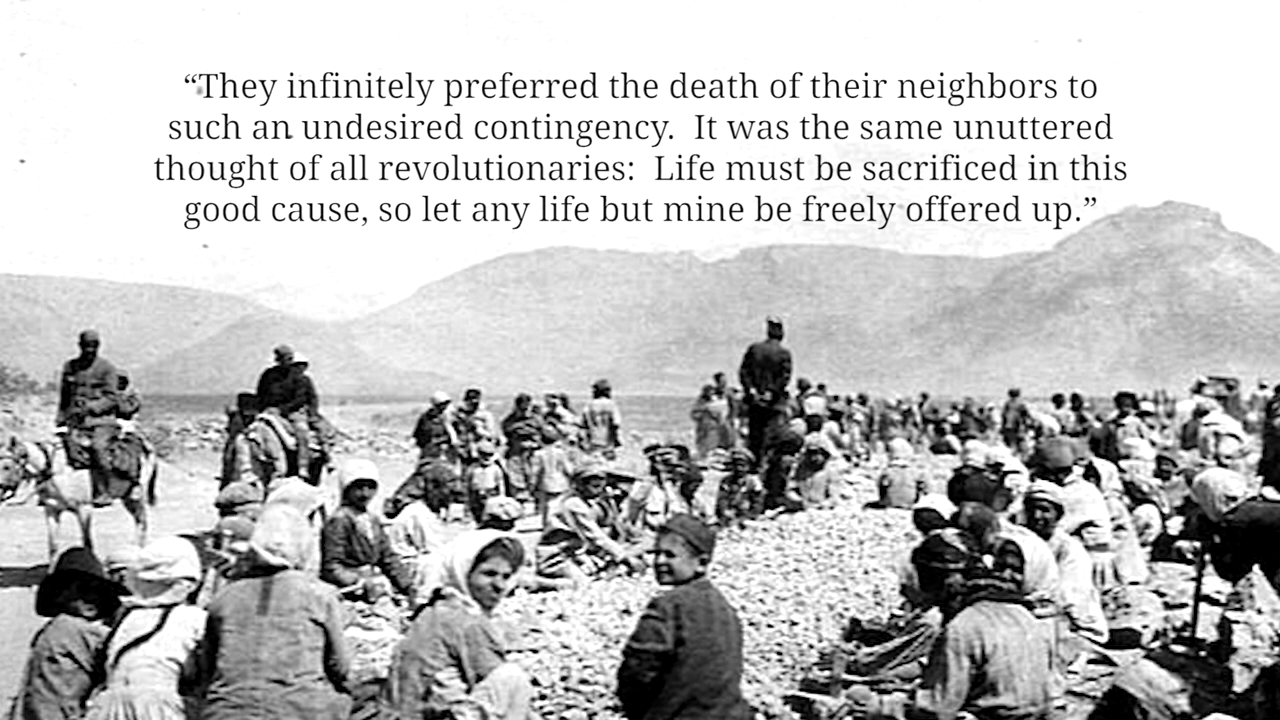 “They infinitely preferred the death of their neighbors to
such an undesired contingency.  It was the same unuttered
thought of all revolutionaries:  Life must be sacrificed in this
good cause, so let any life but mine be freely offered up.”